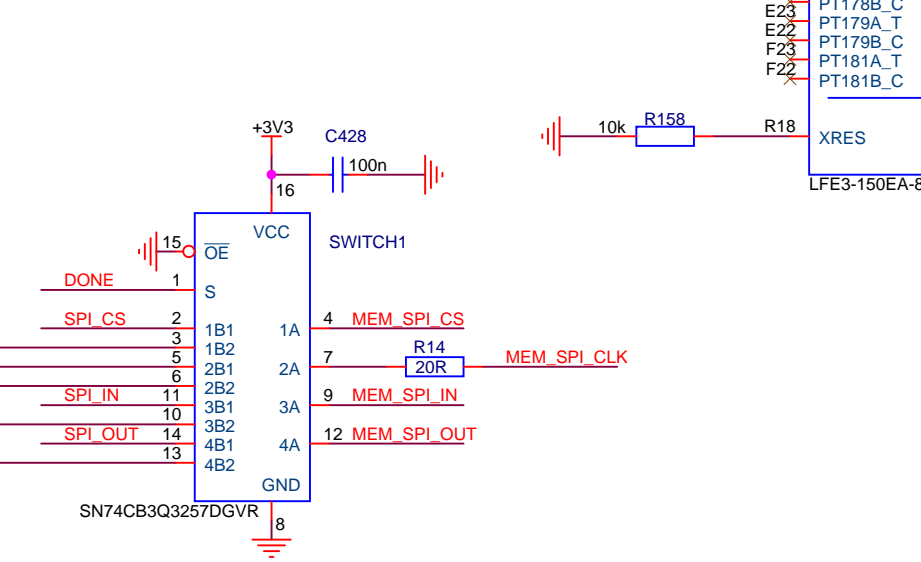 PT178B_C
E23
PT179A_T
E22
PT179B_C
F23
PT181A_T
F22
PT181B_C
+3V3
C428
100n
16
10k
R158
R18
XRES
LFE3-150EA-8
VCC
SWITCH1
15
OE
DONE
1
S
SPI_CS
2
1B1
1A
4
MEM_SPI_CS
3
1B2
5
2B1
2A
7
R14
20R
MEM_SPI_CLK
6
2B2
SPI_IN
11
3B1
3A
9
MEM_SPI_IN
10
3B2
SPI_OUT
14
4B1
4A
12
MEM_SPI_OUT
13
4B2
GND
SN74CB3Q3257DGVR
8